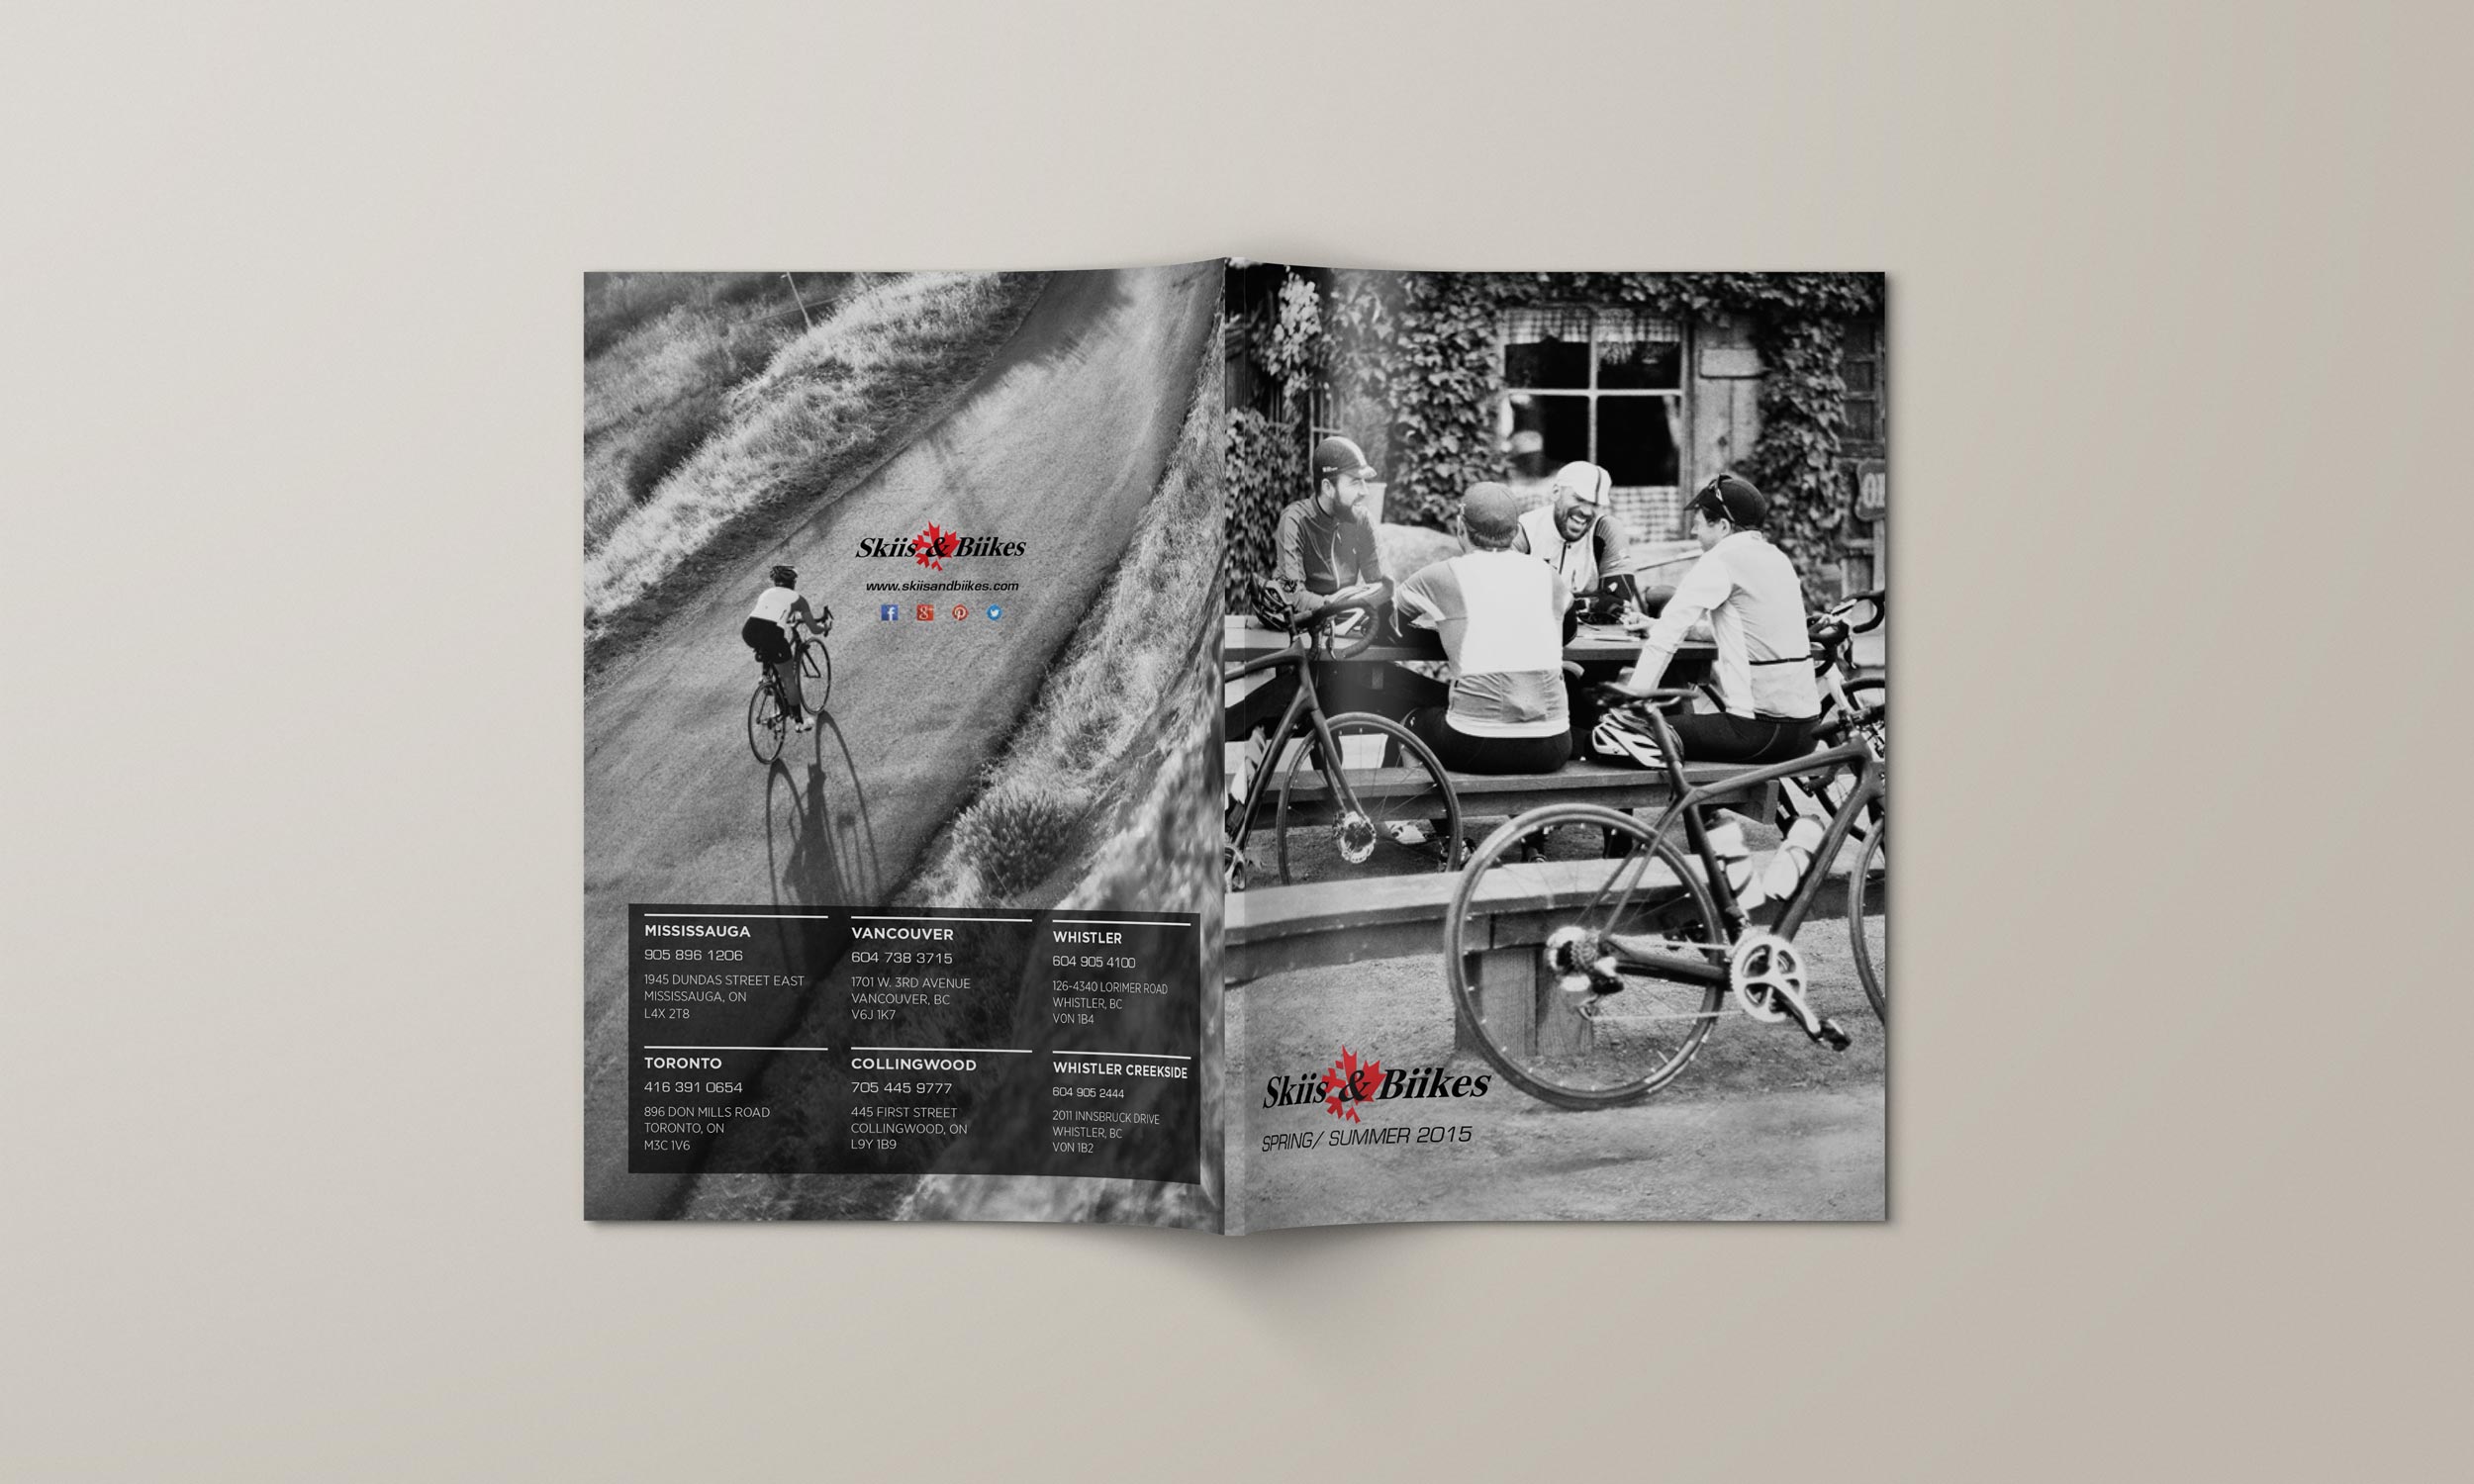 Skiis & Biikes
www.skiisandbiikes.com
MISSISSAUGA
905 896 1206
1945 DUNDAS STREET EAST
MISSISSAUGA, ON
L4X 2T8
VANCOUVER
604 738 3715
1701 W. 3RD AVENUE
VANCOUVER, BC
V6J 1K7
WHISTLER
604 905 4100
126-4340 LORIMER ROAD
WHISTLER, BC
VON 1B4
TORONTO
416 391 0654
896 DON MILLS ROAD
TORONTO, ON
M3C 1V6
COLLINGWOOD
705 445 9777
445 FIRST STREET
COLLINGWOOD, ON
L9Y 1B9
WHISTLER CREEKSIDE
604 905 2444
2011 INNSBRUCK DRIVE
WHISTLER, BC
VON 1B2
Skiis & Biikes
SPRING/ SUMMER 2015